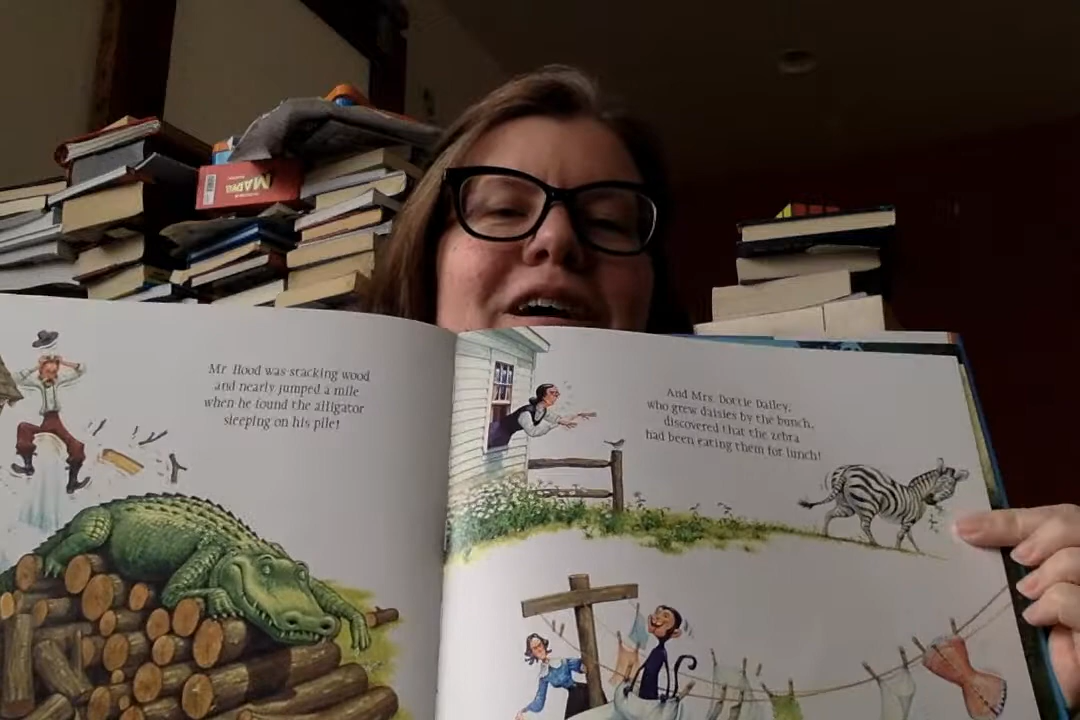 MANU
Mr. Hood was stacking wood
and nearly jumped a mile
when he found the alligator
sleeping on his pile!
And Mrs. Dottie Dailey,
who grew daisies by the bunch,
discovered that the zebra
had been eating them for lunch!